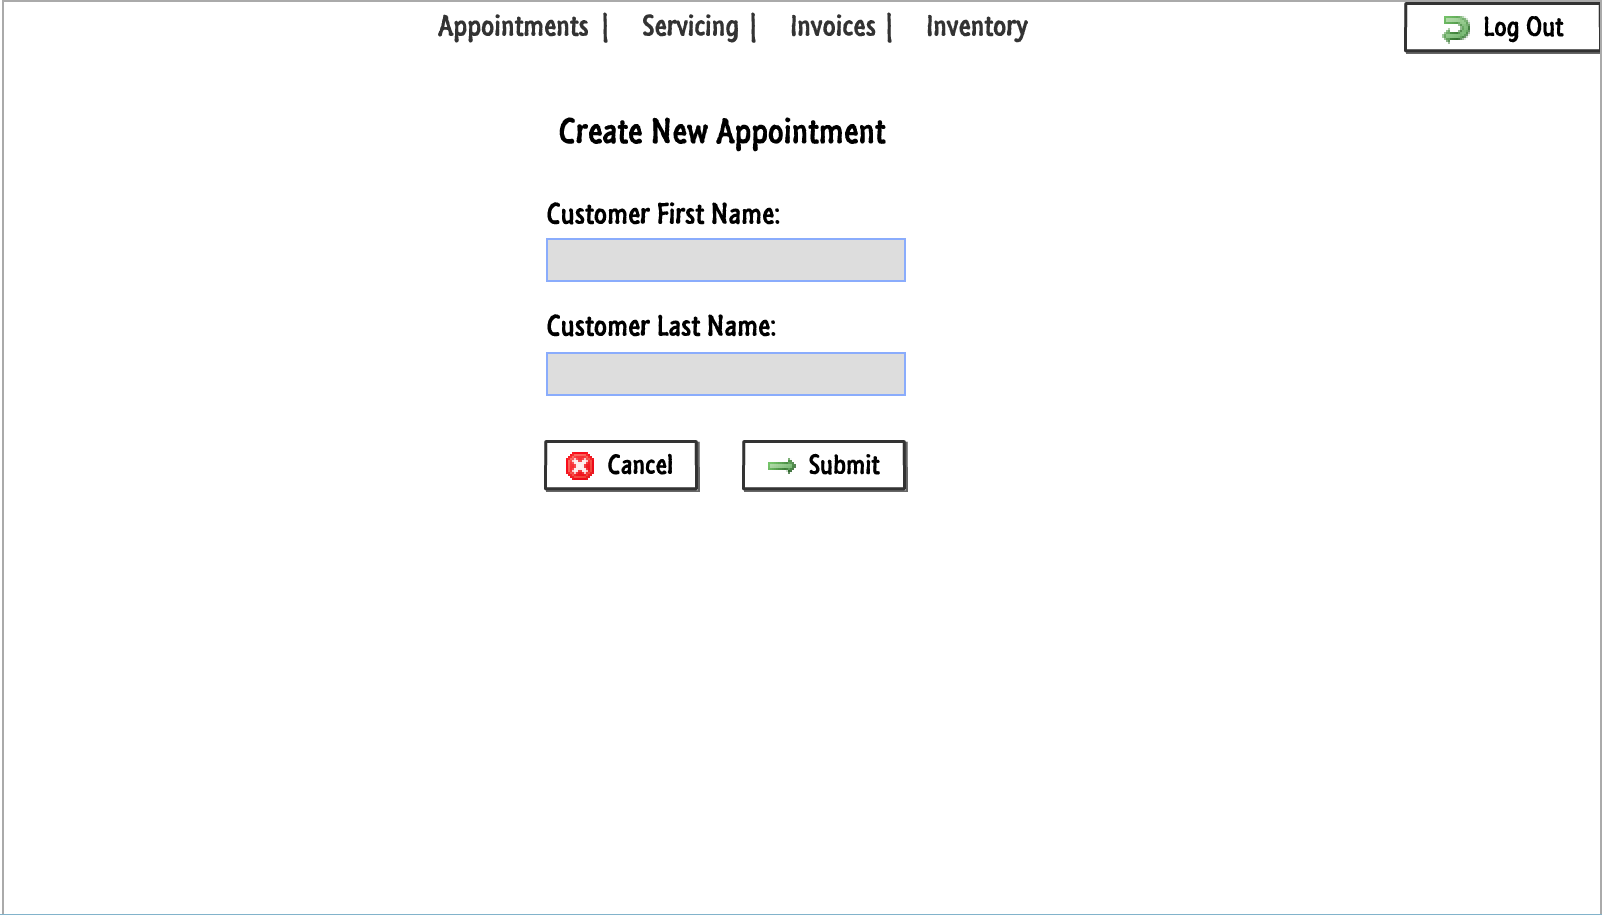 Appointments | Servicing | Invoices | Inventory
Log Out
Create New Appointment
Customer First Name:
Customer Last Name:
Cancel
Submit